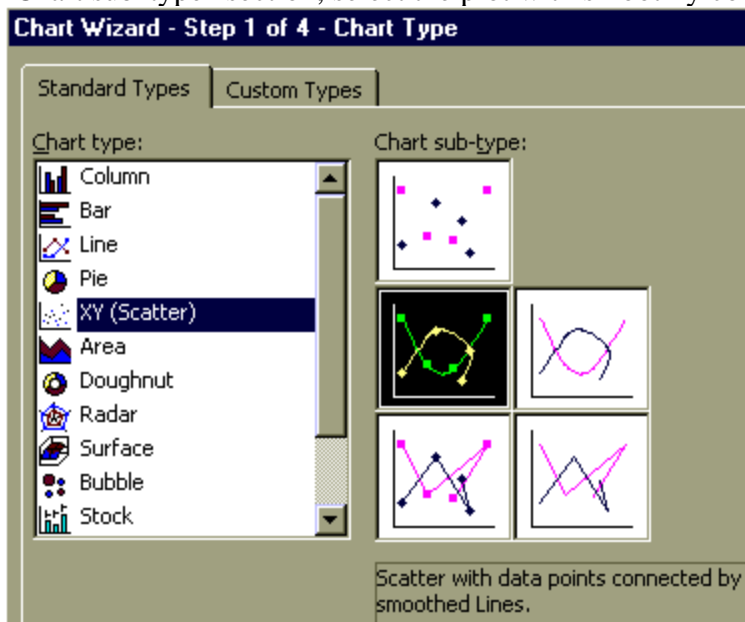 Chart Wizard - Step 1 of 4 - Chart Type
Standard Types
Custom Types
Chart type:
Chart sub-type:
Column
Bar
Line
Pie
XY (Scatter)
Area
Doughnut
Radar
Surface
Bubble
Stock
Scatter with data points connected by
smoothed Lines.